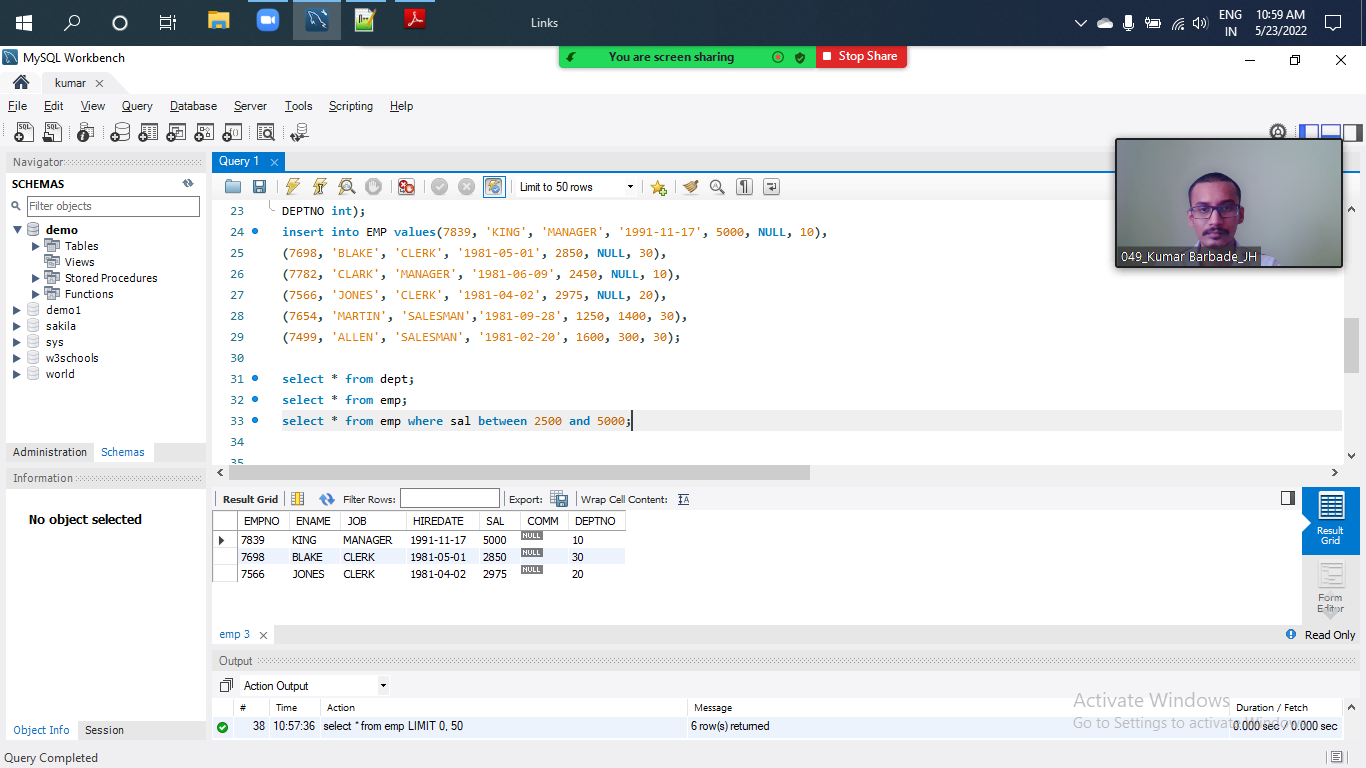 Links
ENG
IN
10:59 AM
5/23/2022
MySQL Workbench
You are screen sharing
Stop Share
kumar
File Edit View Query Database Server Tools Scripting Help
Navigator
SCHEMAS
Filter objects
demo
Tables
Views
Stored Procedures
Functions
demo1
sakila
sys
w3schools
world
Administration Schemas
Information
No object selected
Object Info Session
Query 1
Limit to 50 rows
049_Kumar Barbade_JH
23 DEPTNO int);
24 insert into EMP values(7839, 'KING', 'MANAGER', '1991-11-17', 5000, NULL, 10),
25 (7698, 'BLAKE', 'CLERK', '1981-05-01', 2850, NULL, 30),
26 (7782, 'CLARK', 'MANAGER', '1981-06-09', 2450, NULL, 10),
27 (7566, 'JONES', 'CLERK', '1981-04-02', 2975, NULL, 20),
28 (7654, 'MARTIN', 'SALESMAN','1981-09-28', 1250, 1400, 30),
29 (7499, 'ALLEN', 'SALESMAN', '1981-02-20', 1600, 300, 30);
30
31 select * from dept;
32 select * from emp;
33 select * from emp where sal between 2500 and 5000;
34
35
Result Grid Filter Rows: Export: Wrap Cell Content:
EMPNO ENAME JOB HIREDATE SAL COMM DEPTNO
7839 KING MANAGER 1991-11-17 5000 NULL 10
7698 BLAKE CLERK 1981-05-01 2850 NULL 30
7566 JONES CLERK 1981-04-02 2975 NULL 20
Result
Grid
Form
Editor
emp 3
Read Only
Output
Action Output
# Time Action Message Duration / Fetch
38 10:57:36 select * from emp LIMIT 0, 50 6 row(s) returned 0.000 sec / 0.000 sec
Activate Windows
Go to Settings to activate Windows.
Query Completed